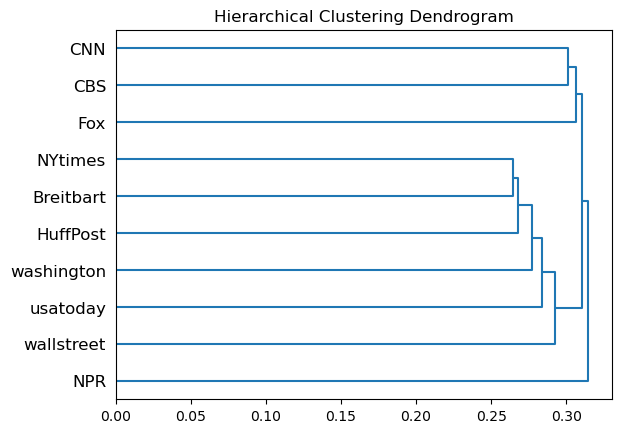 Hierarchical Clustering Dendrogram
CNN
CBS
Fox
NYtimes
Breitbart
HuffPost
washington
usatoday
wallstreet
NPR
0.00 0.05 0.10 0.15 0.20 0.25 0.30